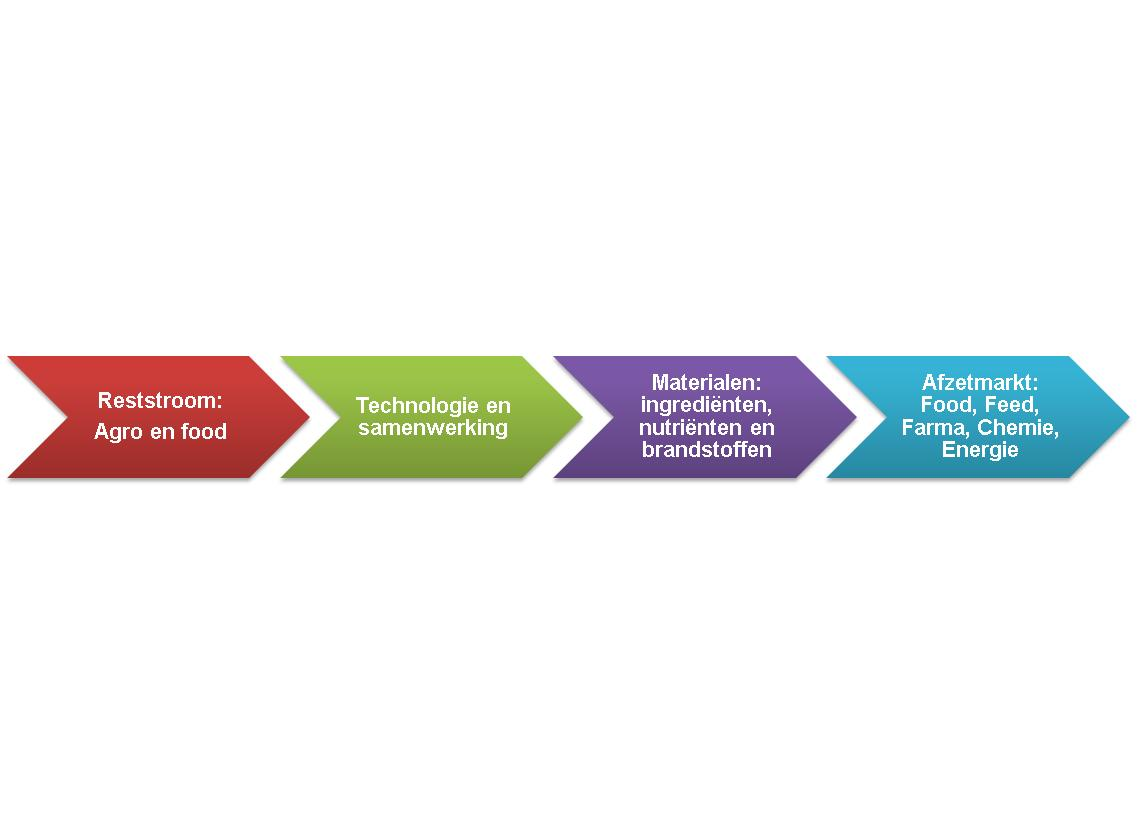 Reststroom:
Agro en food
Technologie en
samenwerking
Materialen:
ingrediënten,
nutriënten en
brandstoffen
Afzetmarkt:
Food, Feed,
Farma, Chemie,
Energie